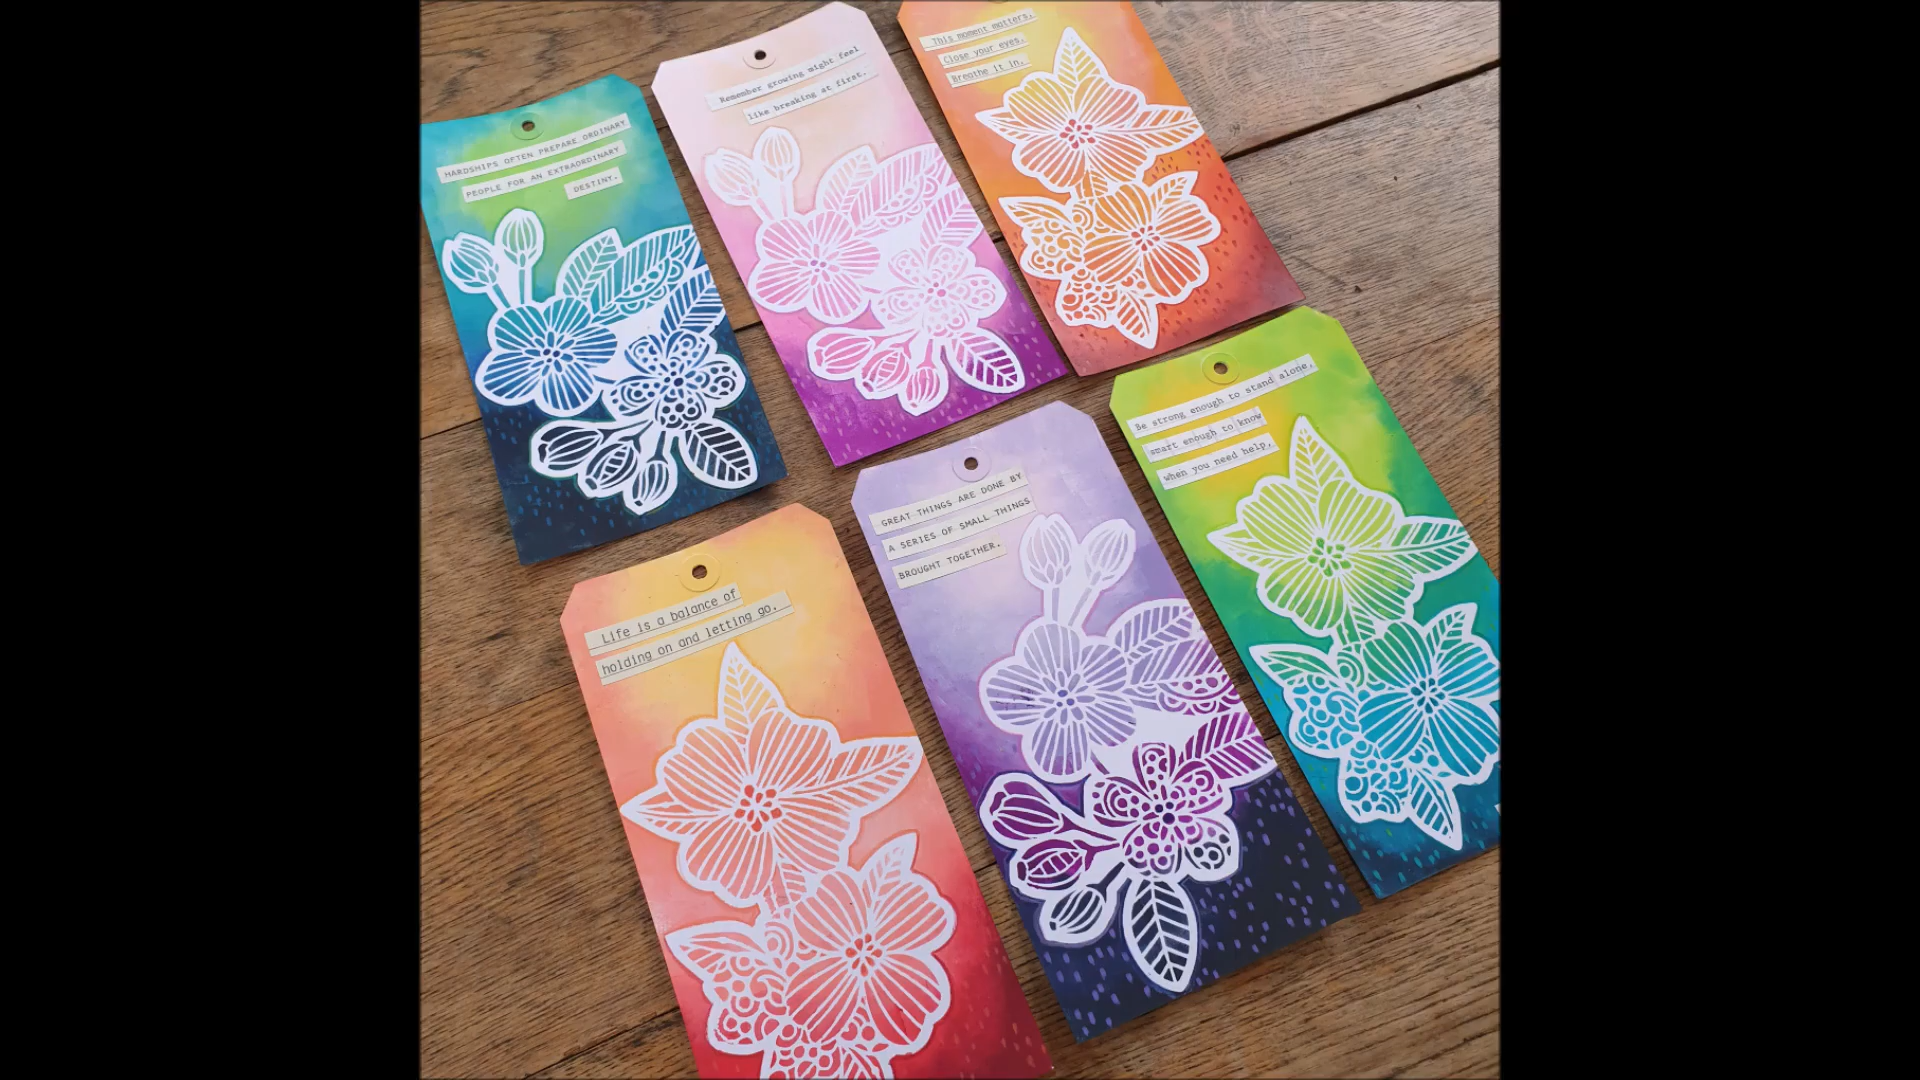 HARDSHIPS OFTEN PREPARE ORDINARY
PEOPLE FOR AN EXTRAORDINARY
DESTINY.
Remember growing might feel
like breaking at first.
This moment matters.
Close your eyes.
Breathe it in.
Life is a balance of
holding on and letting go.
GREAT THINGS ARE DONE BY
A SERIES OF SMALL THINGS
BROUGHT TOGETHER.
Be strong enough to stand alone,
smart enough to know
when you need help.